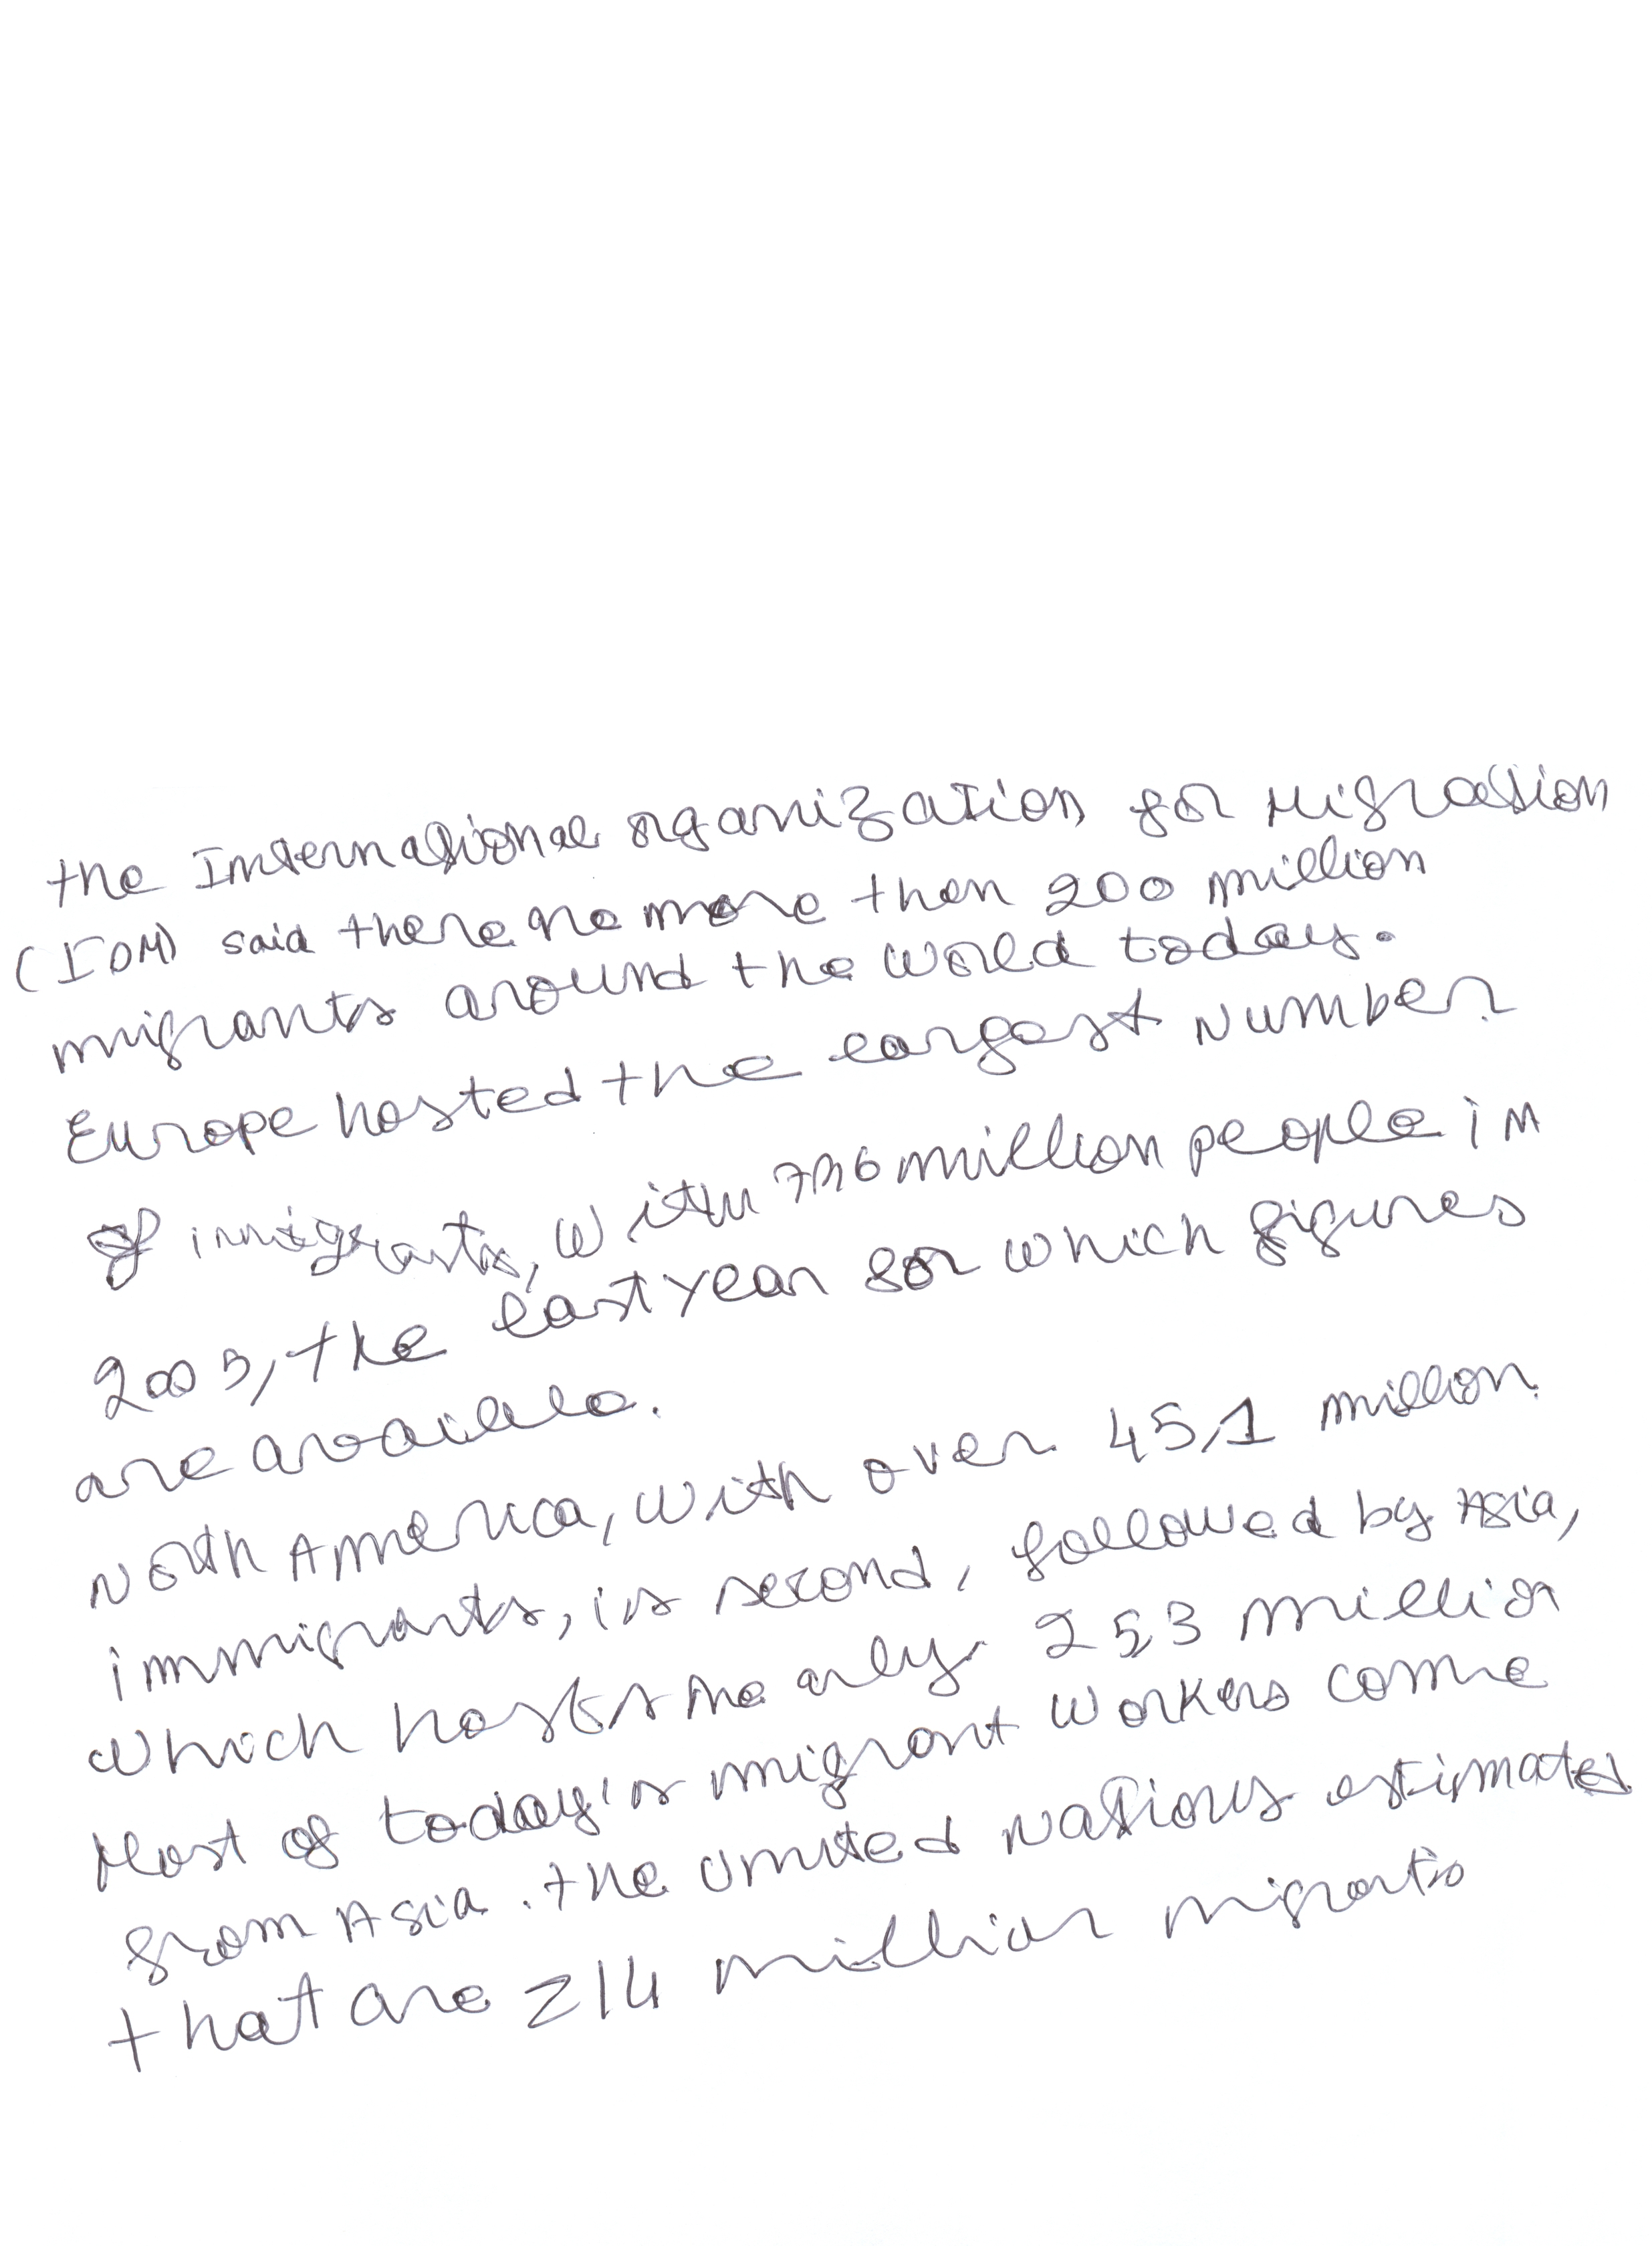 the International organization for Migration
(IOM) said there are more then 200 million
migrants around the world today.
Europe hosted the largest number
of immigrants, with million people in
2005, the last year for which figures
are available.
North America, with over 45,1 million
immigrants, is second, followed by Asia,
which hosts nearly 25,3 million
Most of today's migrant workers come
from Asia. the United Nations estimates
that are 214 million migrants